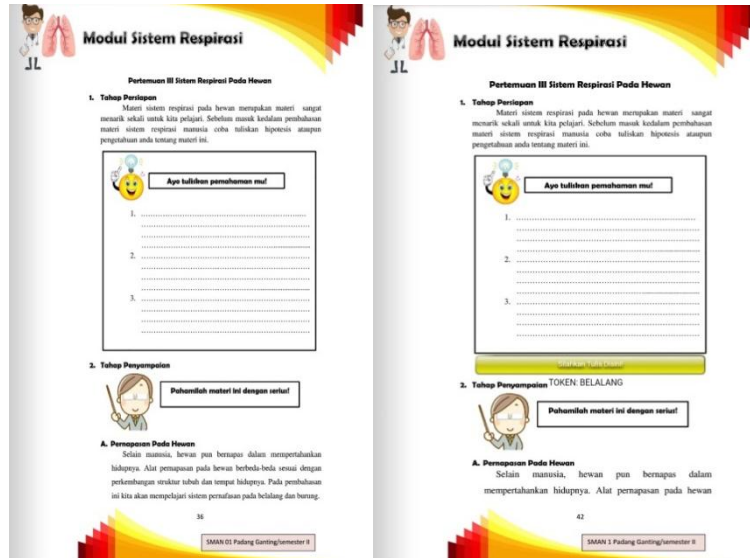 Modul Sistem Respirasi
Pertemuan III Sistem Respirasi Pada Hewan
1. Tahap Persiapan
Materi sistem respirasi pada hewan merupakan materi sangat
menarik sekali untuk kita pelajari. Sebelum masuk kedalam pembahasan
materi sistem respirasi manusia coba tuliskan hipotesis ataupun
pengetahuan anda tentang materi ini.
Ayo tuliskan pemahaman mu!
1.
2.
3.
2. Tahap Penyampaian
Pahamilah materi ini dengan serius!
A. Pernapasan Pada Hewan
Selain manusia, hewan pun bernapas dalam mempertahankan
hidupnya. Alat pernapasan pada hewan berbeda-beda sesuai dengan
perkembangan struktur tubuh dan tempat hidupnya. Pada pembahasan
ini kita akan mempelajari sistem pernafasan pada belalang dan burung.
36
SMAN 01 Padang Ganting/semester II
Modul Sistem Respirasi
Pertemuan III Sistem Respirasi Pada Hewan
1. Tahap Persiapan
Materi sistem respirasi pada hewan merupakan materi sangat
menarik sekali untuk kita pelajari. Sebelum masuk kedalam pembahasan
materi sistem respirasi manusia coba tuliskan hipotesis ataupun
pengetahuan anda tentang materi ini.
Ayo tuliskan pemahaman mu!
1.
2.
3.
2. Tahap Penyampaian TOKEN: BELALANG
Pahamilah materi ini dengan serius!
A. Pernapasan Pada Hewan
Selain manusia, hewan pun bernapas dalam
mempertahankan hidupnya. Alat pernapasan pada hewan
42
SMAN 1 Padang Ganting/semester II